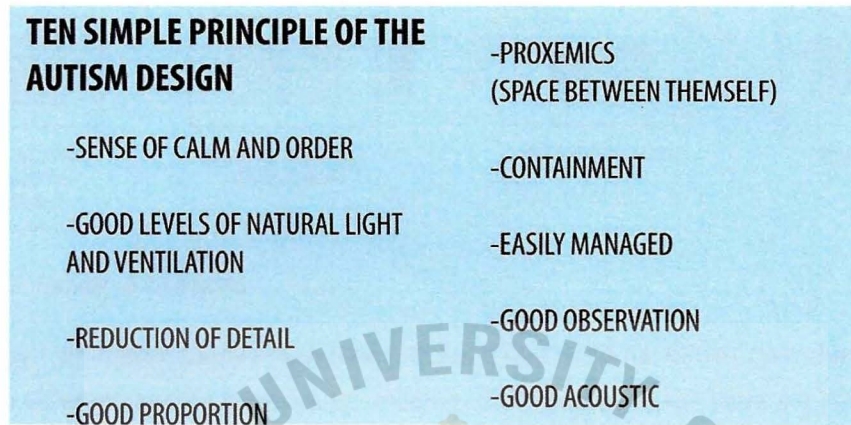 TEN SIMPLE PRINCIPLE OF THE
AUTISM DESIGN
-SENSE OF CALM AND ORDER
-GOOD LEVELS OF NATURAL LIGHT
AND VENTILATION
-REDUCTION OF DETAIL
-GOOD PROPORTION
-PROXEMICS
(SPACE BETWEEN THEMSELF)
-CONTAINMENT
-EASILY MANAGED
-GOOD OBSERVATION
-GOOD ACOUSTIC
UNIVERSITY